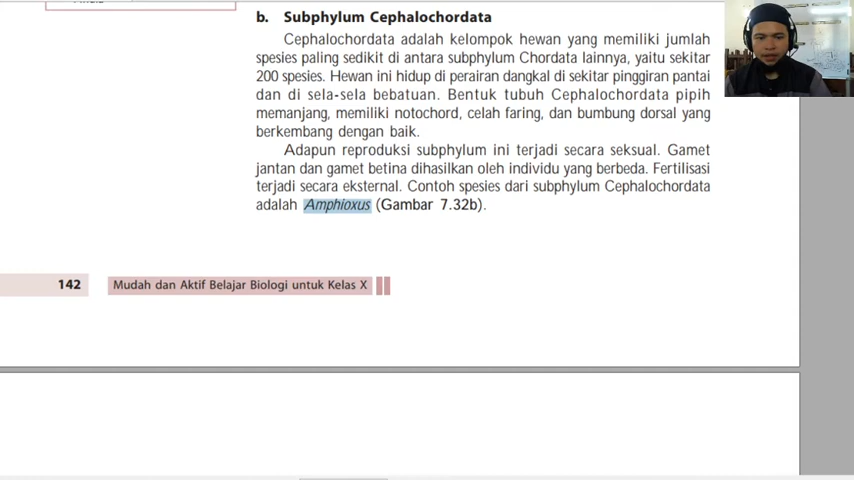 b. Subphylum Cephalochordata
Cephalochordata adalah kelompok hewan yang memiliki jumlah
spesies paling sedikit di antara subphylum Chordata lainnya, yaitu sekitar
200 spesies. Hewan ini hidup di perairan dangkal di sekitar pinggiran pantai
dan di sela-sela bebatuan. Bentuk tubuh Cephalochordata pipih
memanjang, memiliki notochord, celah faring, dan bumbung dorsal yang
berkembang dengan baik.
Adapun reproduksi subphylum ini terjadi secara seksual. Gamet
jantan dan gamet betina dihasilkan oleh individu yang berbeda. Fertilisasi
terjadi secara eksternal. Contoh spesies dari subphylum Cephalochordata
adalah Amphioxus (Gambar 7.32b).
142 Mudah dan Aktif Belajar Biologi untuk Kelas X